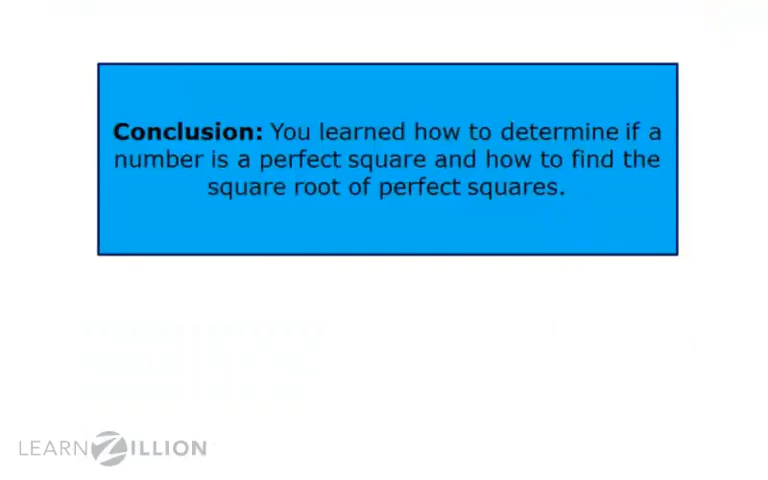 Conclusion: You learned how to determine if a
number is a perfect square and how to find the
square root of perfect squares.
LEARNZILLION